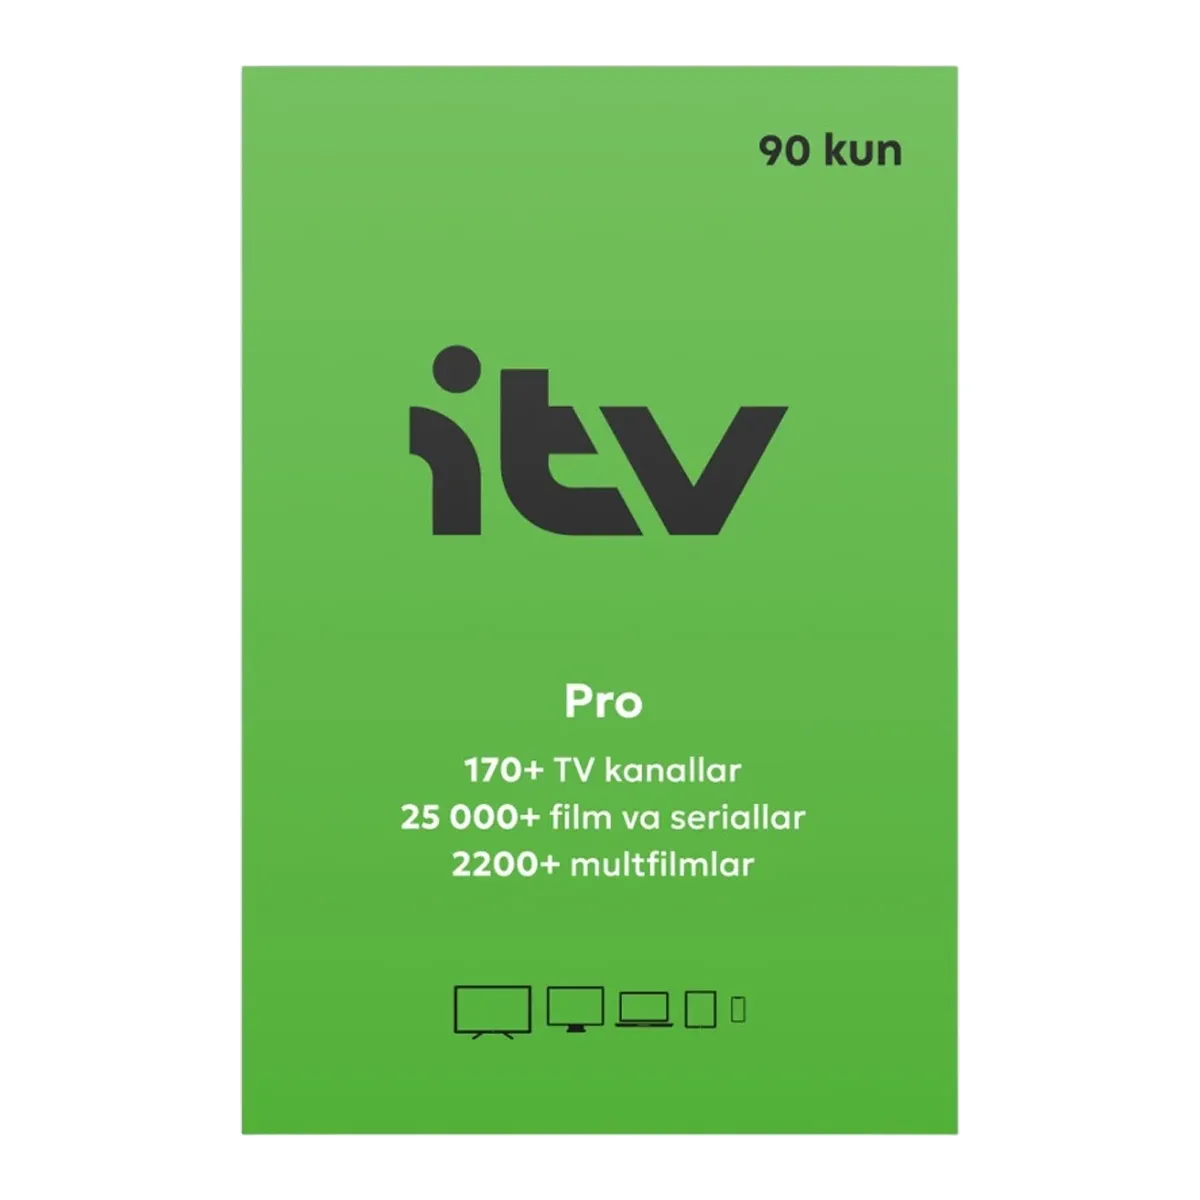 90 kun
itv
Pro
170+ TV kanallar
25 000+ film va seriallar
2200+ multfilmlar